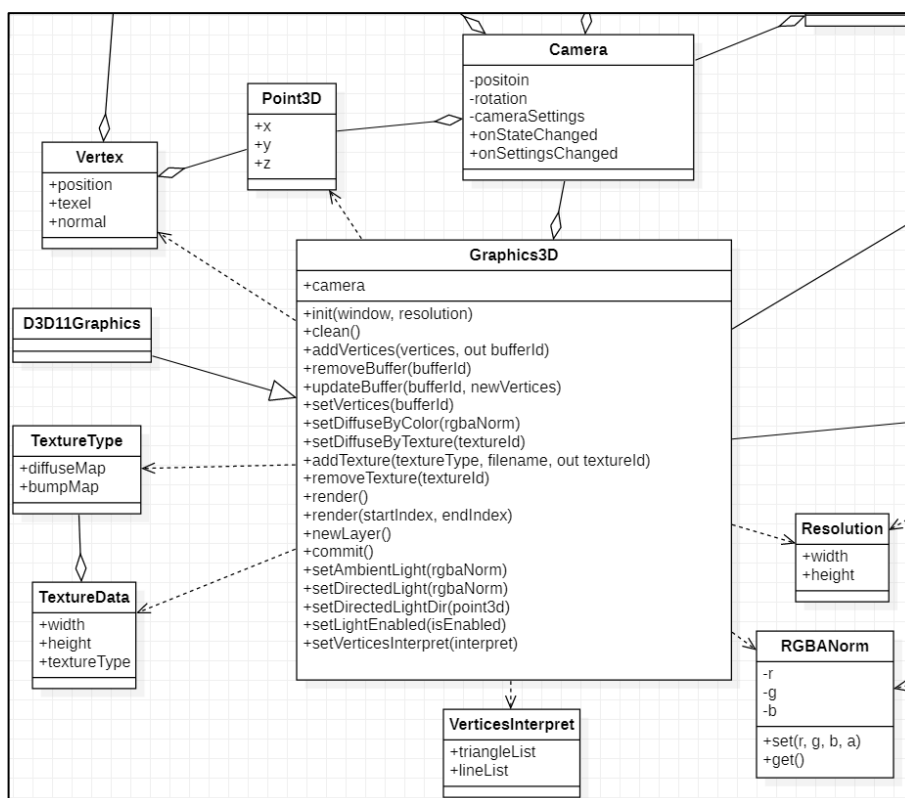 Camera
-positoin
-rotation
-cameraSettings
+onStateChanged
+onSettingsChanged
Point3D
+x
+y
+z
Vertex
+position
+texel
+normal
Graphics3D
+camera
+init(window, resolution)
+clean()
+addVertices(vertices, out bufferId)
+removeBuffer(bufferId)
+updateBuffer(bufferId, newVertices)
+setVertices(bufferId)
+setDiffuseByColor(rgbaNorm)
+setDiffuseByTexture(textureId)
+addTexture(textureType, filename, out textureId)
+removeTexture(textureId)
+render()
+render(startIndex, endIndex)
+newLayer()
+commit()
+setAmbientLight(rgbaNorm)
+setDirectedLight(rgbaNorm)
+setDirectedLightDir(point3d)
+setLightEnabled(isEnabled)
+setVerticesInterpret(interpret)
D3D11Graphics
TextureType
+diffuseMap
+bumpMap
TextureData
+width
+height
+textureType
Resolution
+width
+height
RGBANorm
-r
-g
-b
+set(r, g, b, a)
+get()
VerticesInterpret
+triangleList
+lineList